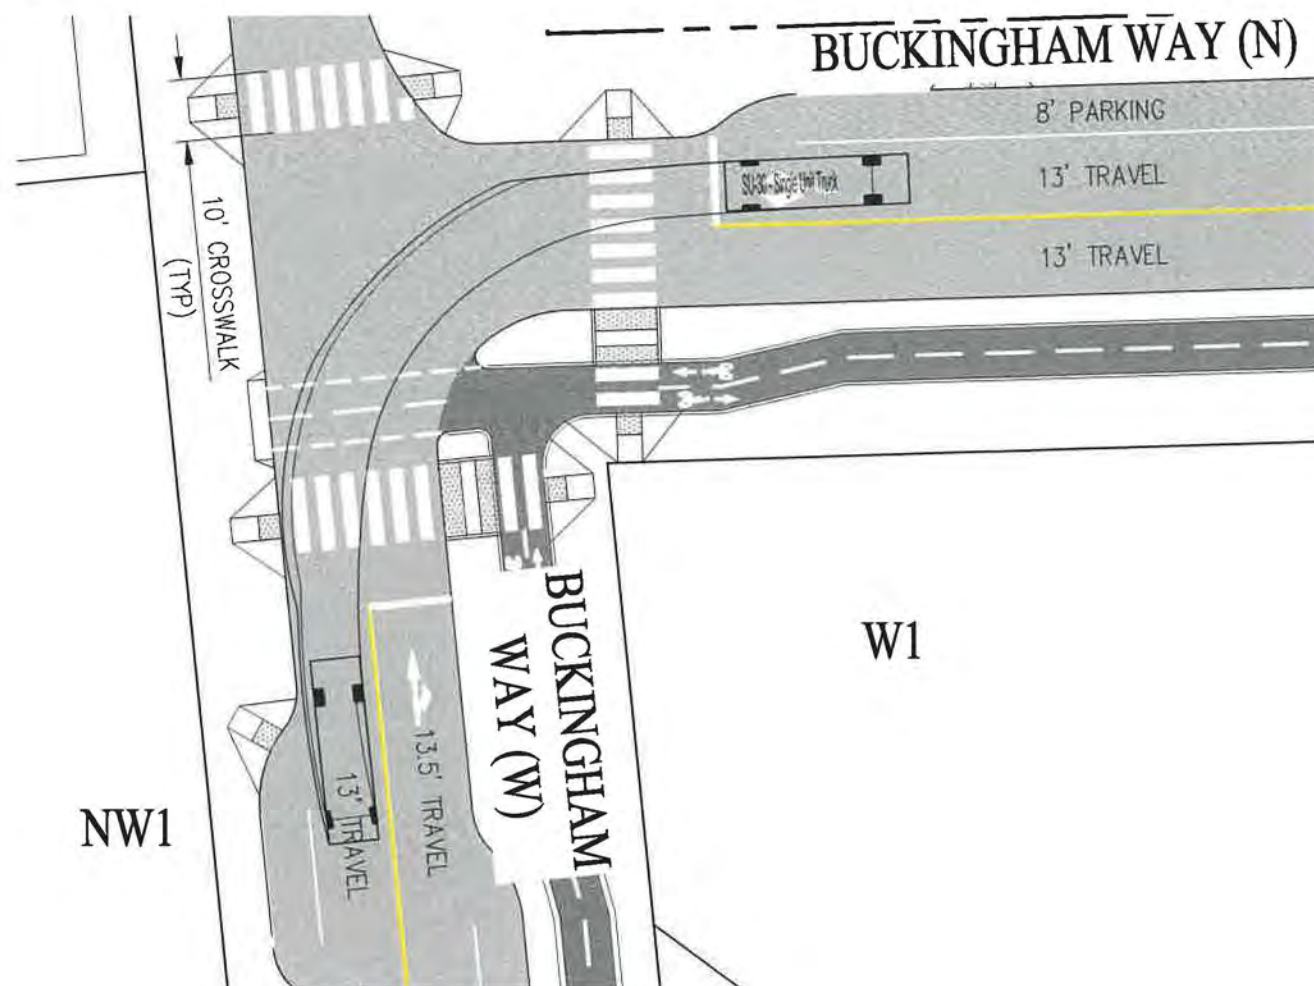 BUCKINGHAM WAY (N)
8' PARKING
SU-30 - Single Unit Truck
13' TRAVEL
13' TRAVEL
10' CROSSWALK
(TYP)
BUCKINGHAM
WAY (W)
W1
13.5' TRAVEL
13' TRAVEL
NW1